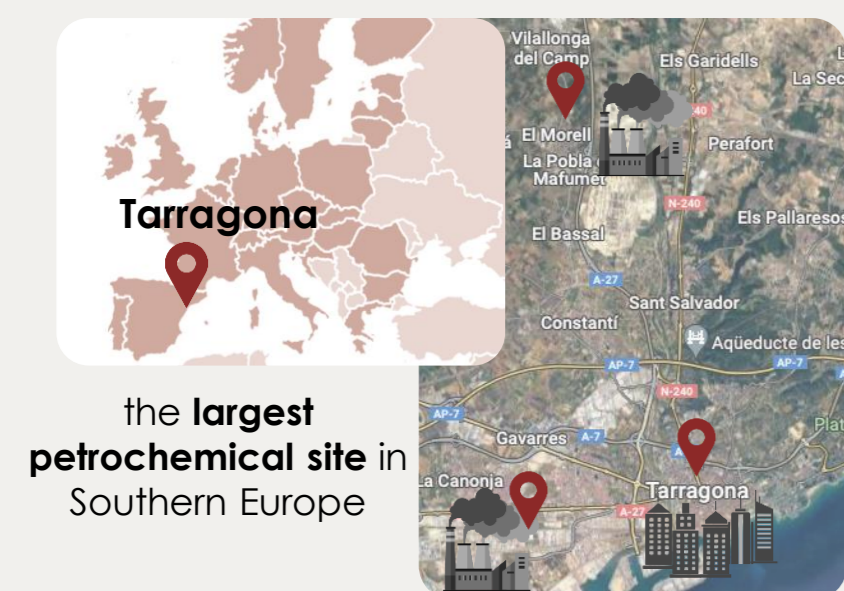 Tarragona
the largest
petrochemical site in
Southern Europe
Vilallonga
del Camp
Els Garidells
La Sec
40
El Morell
Perafort
La Pobla
Mafumet
N-240
Els Pallaresos
El Bassal
A-27
Sant Salvador
Constantí
Aqüeducte de les
AP-7
AP-7
N-240
AP-7
Plat
Gavarres
A-7
La Canonja
Tarragona
A-27